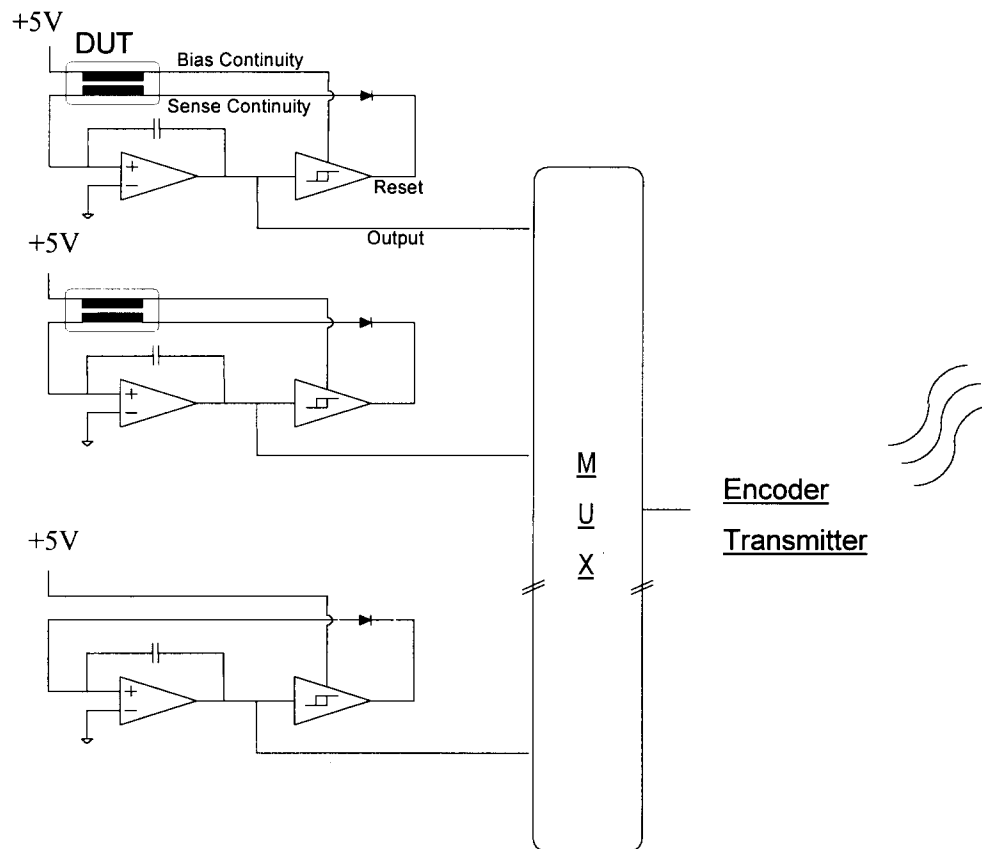 +5V
DUT
Bias Continuity
Sense Continuity
+
−
Reset
Output
+5V
+
−
M
U
X
Encoder
Transmitter
+5V
+
−